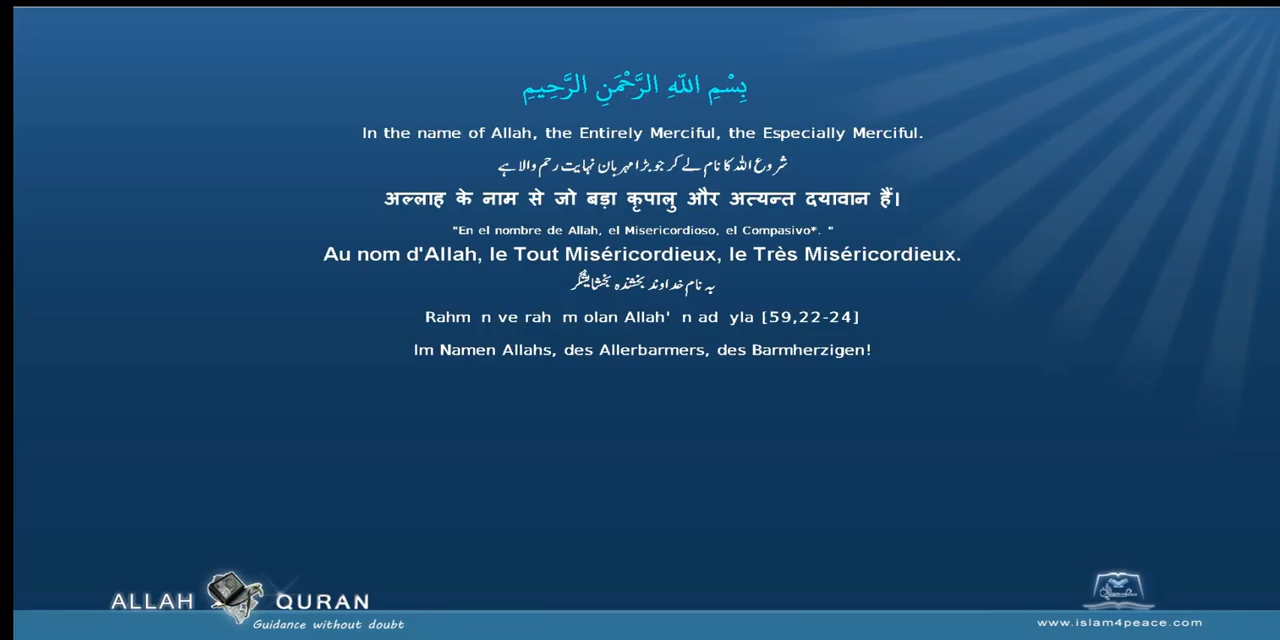 بِسْمِ اللّٰهِ الرَّحْمَنِ الرَّحِيمِ
In the name of Allah, the Entirely Merciful, the Especially Merciful.
شروع الله کا نام لے کر جو بڑا مہربان نہایت رحم والا ہے
अल्लाह के नाम से जो बड़ा कृपालु और अत्यन्त दयावान हैं।
"En el nombre de Allah, el Misericordioso, el Compasivo*. "
Au nom d'Allah, le Tout Miséricordieux, le Très Miséricordieux.
به نام خداوند بخشنده بخشایشگر
Rahm n ve rah m olan Allah' n ad yla [59,22-24]
Im Namen Allahs, des Allerbarmers, des Barmherzigen!
ALLAH QURAN
Guidance without doubt
www.islam4peace.com